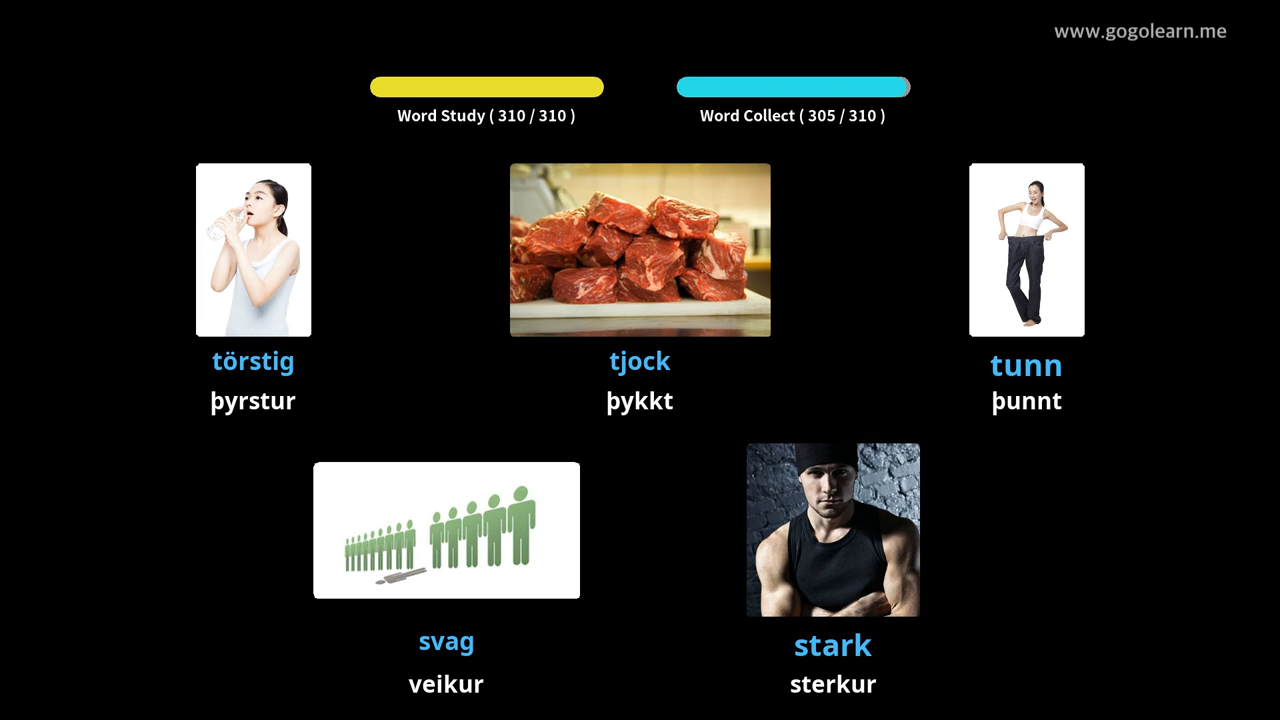 www.gogolearn.me
Word Study ( 310 / 310 )
Word Collect ( 305 / 310 )
törstig
tjock
tunn
þyrstur
þykkt
þunnt
svag
stark
veikur
sterkur